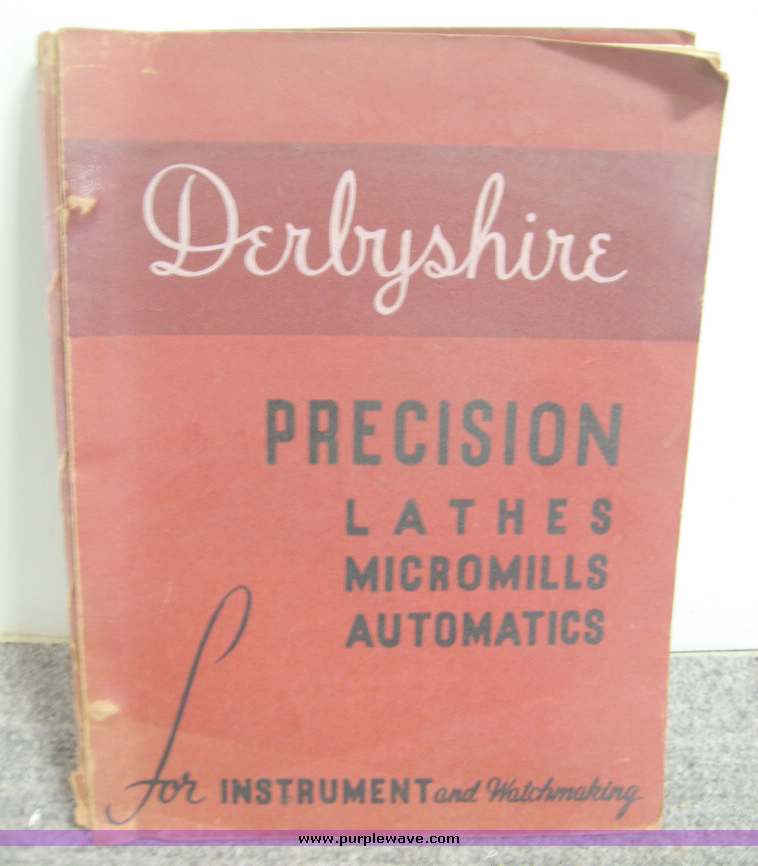 Derbyshire
PRECISION
LATHES
MICROMILLS
AUTOMATICS
for INSTRUMENT and Watchmaking
www.purplewave.com